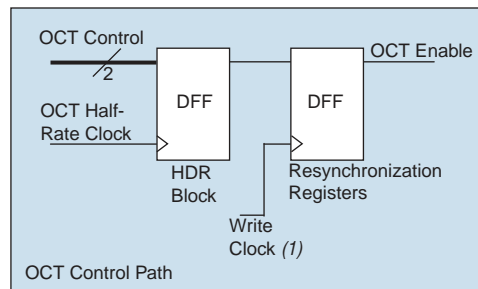 OCT Control
2
OCT Enable
DFF
DFF
OCT Half-
Rate Clock
HDR
Block
Resynchronization
Registers
Write
Clock (1)
OCT Control Path